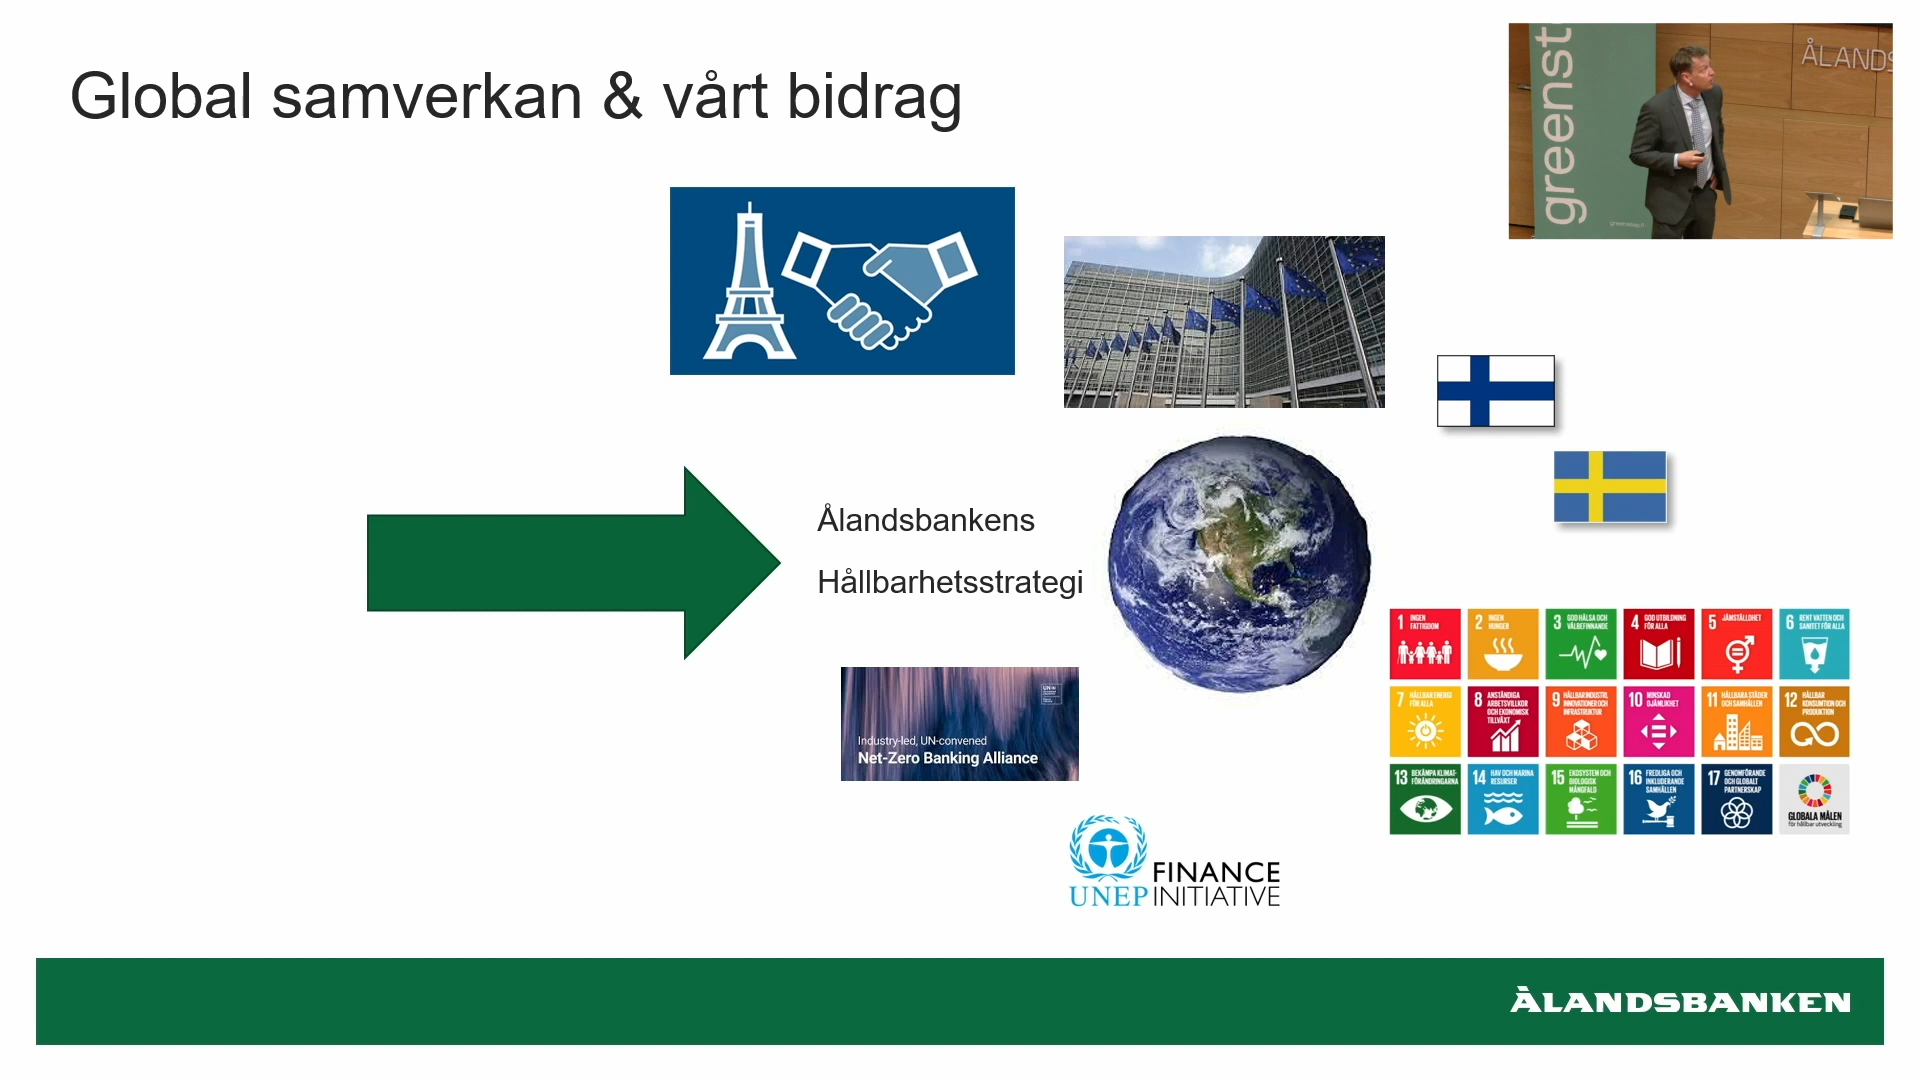 Global samverkan & vårt bidrag
greenst
ÅLANDS
Ålandsbankens
Hållbarhetsstrategi
Industry-led, UN-convened
Net-Zero Banking Alliance
UNEP FINANCE
INITIATIVE
1 INGEN
FATTIGDOM
2 INGEN
HUNGER
3 GOD HÄLSA OCH
VÄLBEFINNANDE
4 GOD UTBILDNING
FÖR ALLA
5 JÄMSTÄLLDHET
6 RENT VATTEN OCH
SANITET FÖR ALLA
7 HÅLLBAR ENERGI
FÖR ALLA
8 ANSTÄNDIGA
ARBETSVILLKOR
OCH EKONOMISK
TILLVÄXT
9 HÅLLBAR INDUSTRI,
INNOVATIONER OCH
INFRASTRUKTUR
10 MINSKAD
OJÄMLIKHET
11 HÅLLBARA STÄDER
OCH SAMHÄLLEN
12 HÅLLBAR
KONSUMTION OCH
PRODUKTION
13 BEKÄMPA KLIMAT-
FÖRÄNDRINGARNA
14 HAV OCH MARINA
RESURSER
15 EKOSYSTEM OCH
BIOLOGISK
MÅNGFALD
16 FREDLIGA OCH
INKLUDERANDE
SAMHÄLLEN
17 GENOMFÖRANDE
OCH GLOBALT
PARTNERSKAP
GLOBALA MÅLEN
för hållbar utveckling
ÅLANDSBANKEN